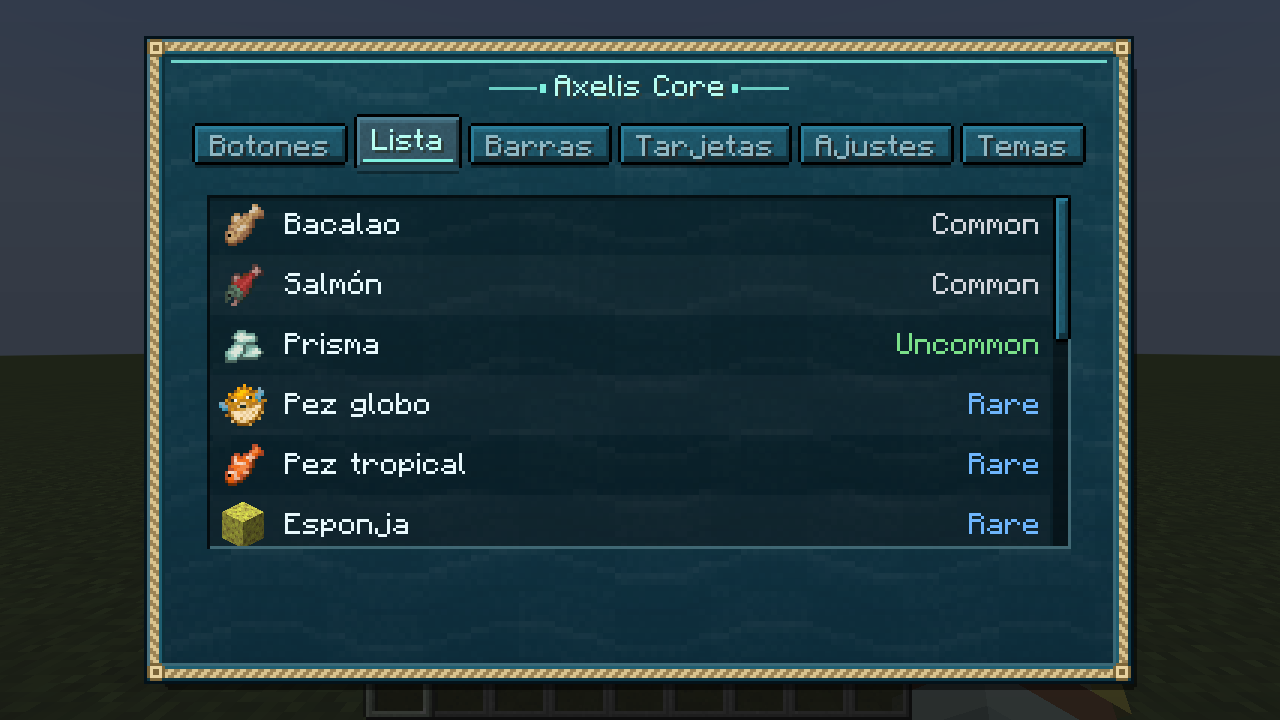 Axelis Core
Botones Lista Barras Tarjetas Ajustes Temas
Bacalao Common
Salmón Common
Prisma Uncommon
Pez globo Rare
Pez tropical Rare
Esponja Rare